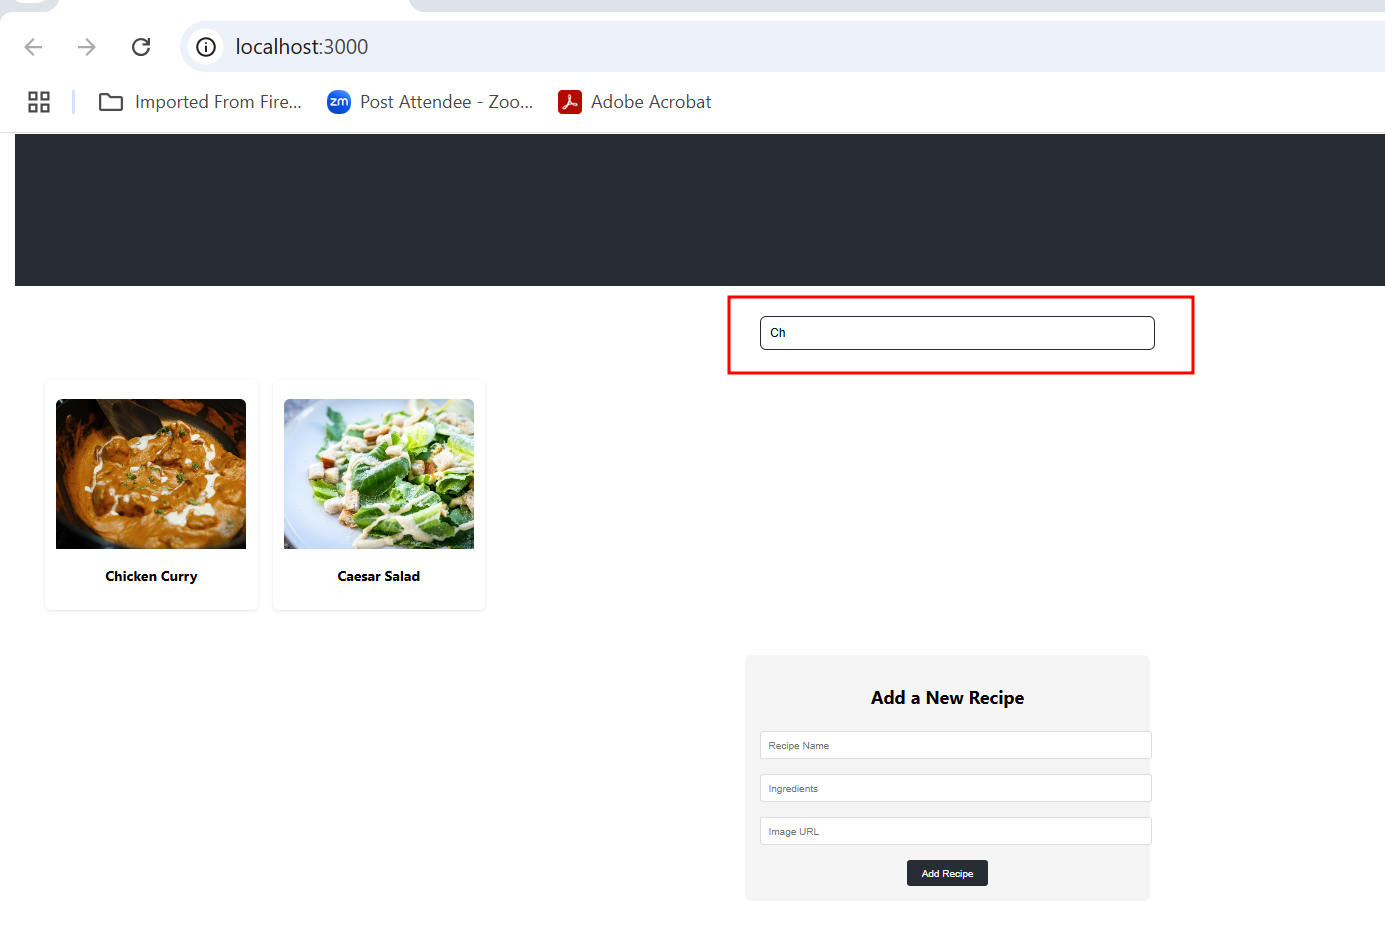 localhost:3000
Imported From Fire...
zm
Post Attendee - Zoo...
Adobe Acrobat
Ch
Chicken Curry
Caesar Salad
Add a New Recipe
Recipe Name
Ingredients
Image URL
Add Recipe